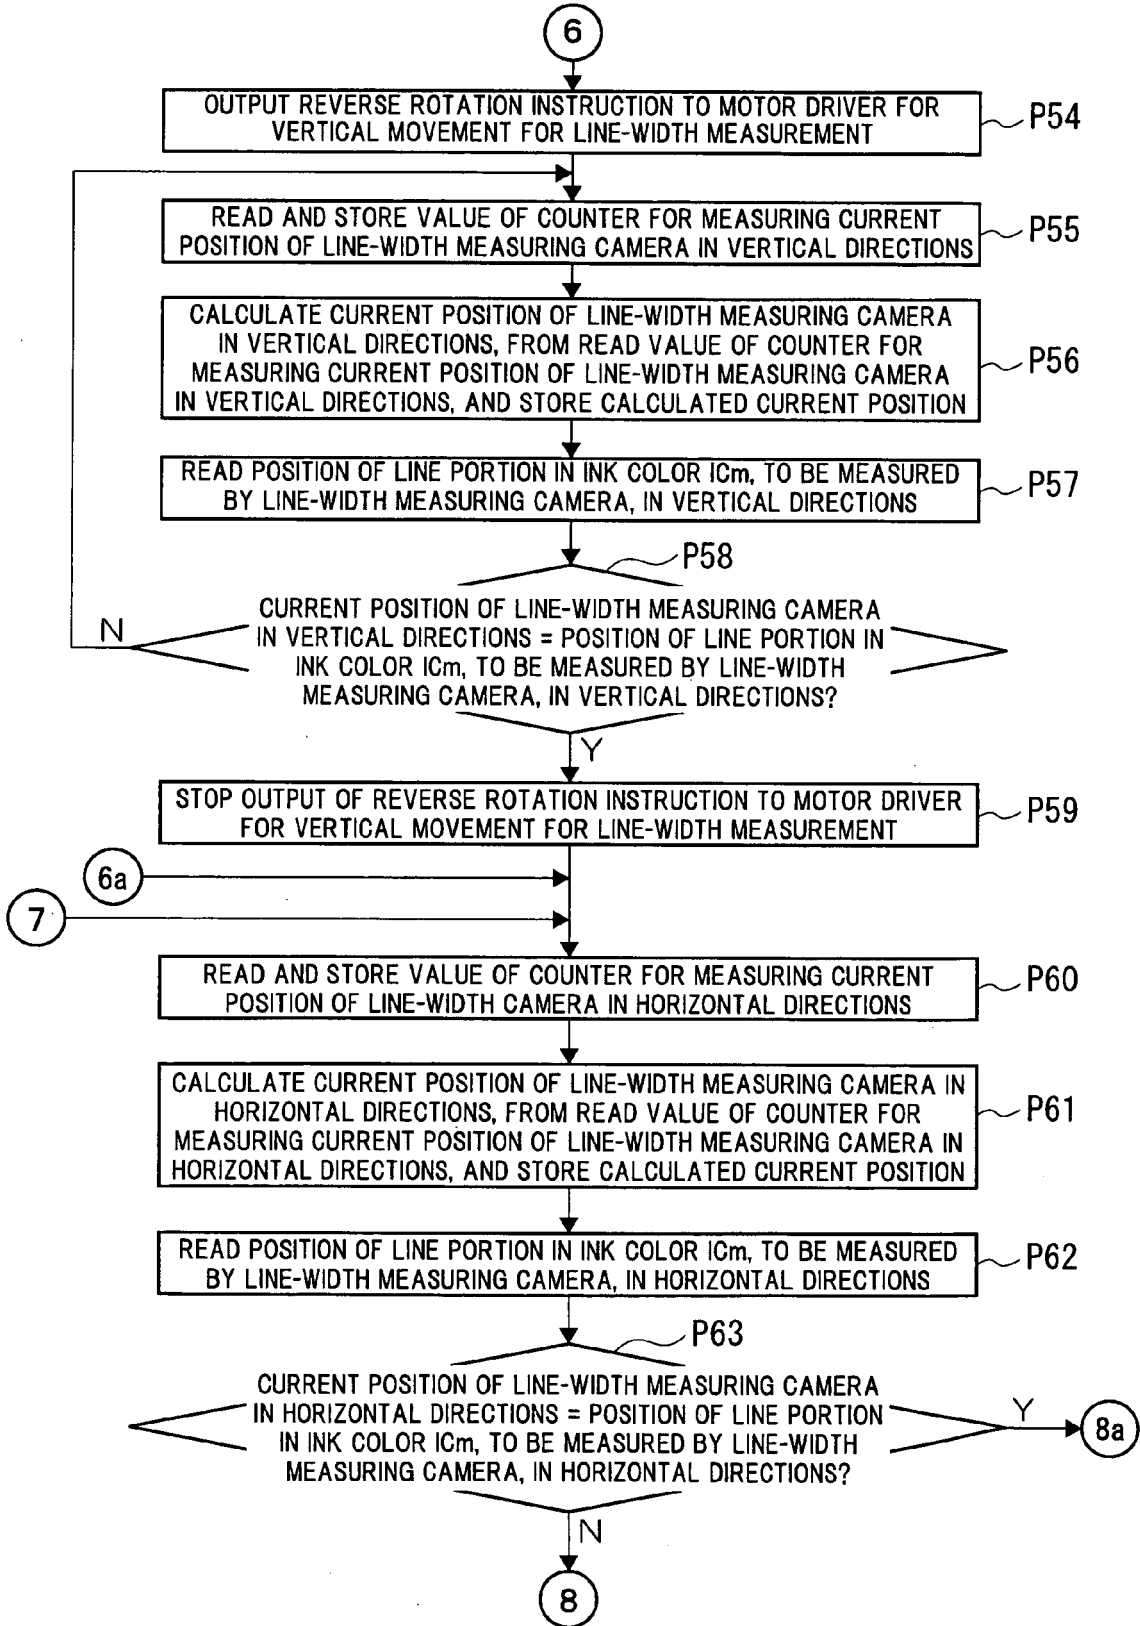 6
OUTPUT REVERSE ROTATION INSTRUCTION TO MOTOR DRIVER FOR
VERTICAL MOVEMENT FOR LINE-WIDTH MEASUREMENT
P54
READ AND STORE VALUE OF COUNTER FOR MEASURING CURRENT
POSITION OF LINE-WIDTH MEASURING CAMERA IN VERTICAL DIRECTIONS
P55
CALCULATE CURRENT POSITION OF LINE-WIDTH MEASURING CAMERA
IN VERTICAL DIRECTIONS, FROM READ VALUE OF COUNTER FOR
MEASURING CURRENT POSITION OF LINE-WIDTH MEASURING CAMERA
IN VERTICAL DIRECTIONS, AND STORE CALCULATED CURRENT POSITION
P56
READ POSITION OF LINE PORTION IN INK COLOR ICm, TO BE MEASURED
BY LINE-WIDTH MEASURING CAMERA, IN VERTICAL DIRECTIONS
P57
P58
CURRENT POSITION OF LINE-WIDTH MEASURING CAMERA
IN VERTICAL DIRECTIONS = POSITION OF LINE PORTION IN
INK COLOR ICm, TO BE MEASURED BY LINE-WIDTH
MEASURING CAMERA, IN VERTICAL DIRECTIONS?
N
Y
STOP OUTPUT OF REVERSE ROTATION INSTRUCTION TO MOTOR DRIVER
FOR VERTICAL MOVEMENT FOR LINE-WIDTH MEASUREMENT
P59
6a
7
READ AND STORE VALUE OF COUNTER FOR MEASURING CURRENT
POSITION OF LINE-WIDTH CAMERA IN HORIZONTAL DIRECTIONS
P60
CALCULATE CURRENT POSITION OF LINE-WIDTH MEASURING CAMERA IN
HORIZONTAL DIRECTIONS, FROM READ VALUE OF COUNTER FOR
MEASURING CURRENT POSITION OF LINE-WIDTH MEASURING CAMERA IN
HORIZONTAL DIRECTIONS, AND STORE CALCULATED CURRENT POSITION
P61
READ POSITION OF LINE PORTION IN INK COLOR ICm, TO BE MEASURED
BY LINE-WIDTH MEASURING CAMERA, IN HORIZONTAL DIRECTIONS
P62
P63
CURRENT POSITION OF LINE-WIDTH MEASURING CAMERA
IN HORIZONTAL DIRECTIONS = POSITION OF LINE PORTION
IN INK COLOR ICm, TO BE MEASURED BY LINE-WIDTH
MEASURING CAMERA, IN HORIZONTAL DIRECTIONS?
Y
8a
N
8